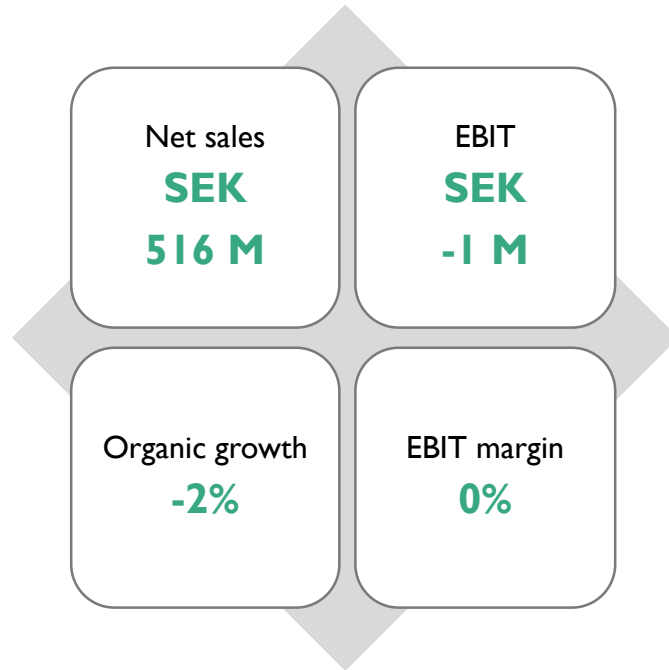 Net sales
SEK
516 M
EBIT
SEK
-1 M
Organic growth
-2%
EBIT margin
0%